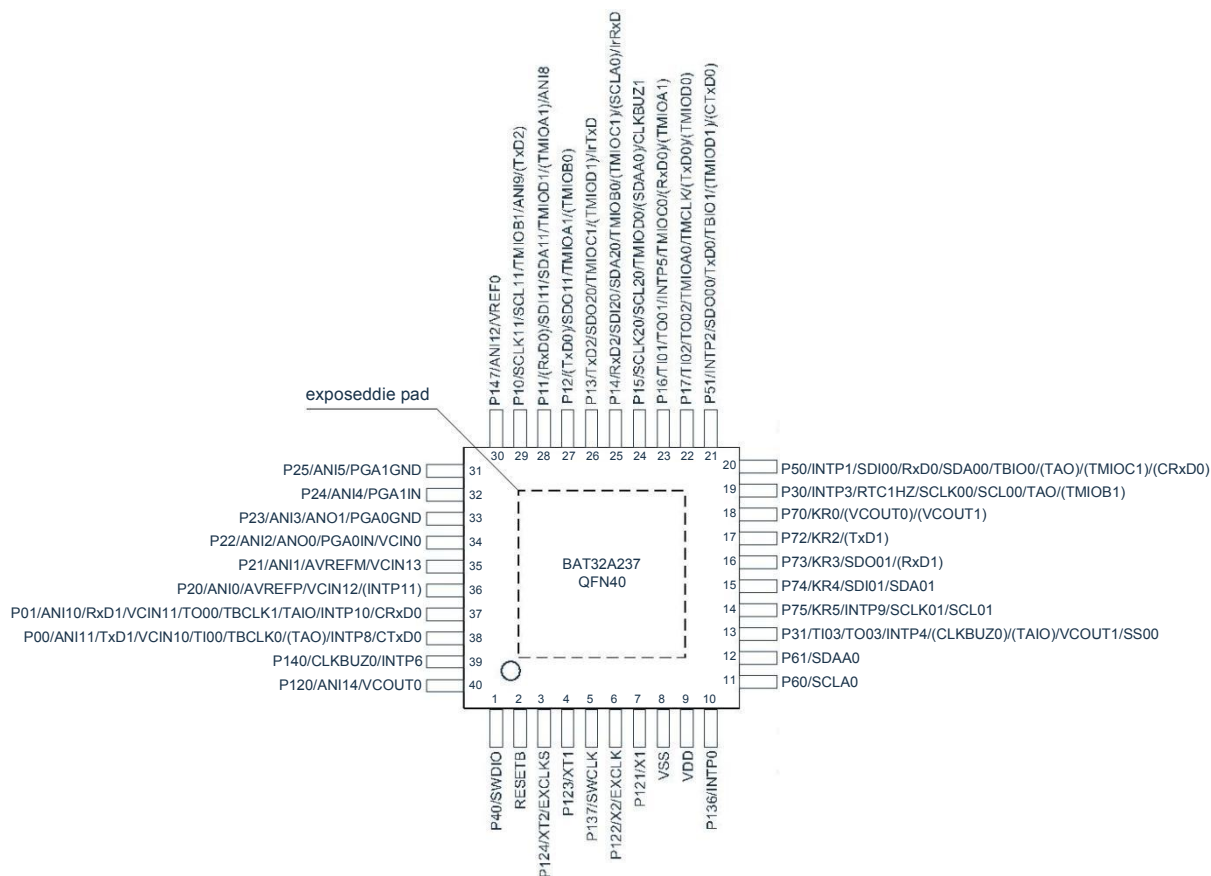 P147/ANI12/VREF0
P10/SCLK11/SCL11/TMIOB1/ANI9/(TxD2)
P11/(RxD0)/SDI11/SDA11/TMIOD1/(TMIOA1)/ANI8
P12/(TxD0)/SDO11/TMIOA1/(TMIOB0)
P13/TxD2/SDO20/TMIOC1/(TMIOD1)/IrTxD
P14/RxD2/SDI20/SDA20/TMIOB0/(TMIOC1)/(SCLA0)/IrRxD
P15/SCLK20/SCL20/TMIOD0/(SDAA0)/CLKBUZ1
P16/TI01/TO01/INTP5/TMIOC0/(RxD0)/(TMIOA1)
P17/TI02/TO02/TMIOA0/TMCLK/(TxD0)/(TMIOD0)
P51/INTP2/SDO00/TxD0/TBIO1/(TMIOD1)/(CTxD0)
exposeddie pad
30 29 28 27 26 25 24 23 22 21
P25/ANI5/PGA1GND 31
P24/ANI4/PGA1IN 32
P23/ANI3/ANO1/PGA0GND 33
P22/ANI2/ANO0/PGA0IN/VCIN0 34
P21/ANI1/AVREFM/VCIN13 35
P20/ANI0/AVREFP/VCIN12/(INTP11) 36
P01/ANI10/RxD1/VCIN11/TO00/TBCLK1/TAIO/INTP10/CRxD0 37
P00/ANI11/TxD1/VCIN10/TI00/TBCLK0/(TAO)/INTP8/CTxD0 38
P140/CLKBUZ0/INTP6 39
P120/ANI14/VCOUT0 40
BAT32A237
QFN40
20 P50/INTP1/SDI00/RxD0/SDA00/TBIO0/(TAO)/(TMIOC1)/(CRxD0)
19 P30/INTP3/RTC1HZ/SCLK00/SCL00/TAO/(TMIOB1)
18 P70/KR0/(VCOUT0)/(VCOUT1)
17 P72/KR2/(TxD1)
16 P73/KR3/SDO01/(RxD1)
15 P74/KR4/SDI01/SDA01
14 P75/KR5/INTP9/SCLK01/SCL01
13 P31/TI03/TO03/INTP4/(CLKBUZ0)/(TAIO)/VCOUT1/SS00
12 P61/SDAA0
11 P60/SCLA0
1 2 3 4 5 6 7 8 9 10
P40/SWDIO
RESETB
P124/XT2/EXCLKS
P123/XT1
P137/SWCLK
P122/X2/EXCLK
P121/X1
VSS
VDD
P136/INTP0